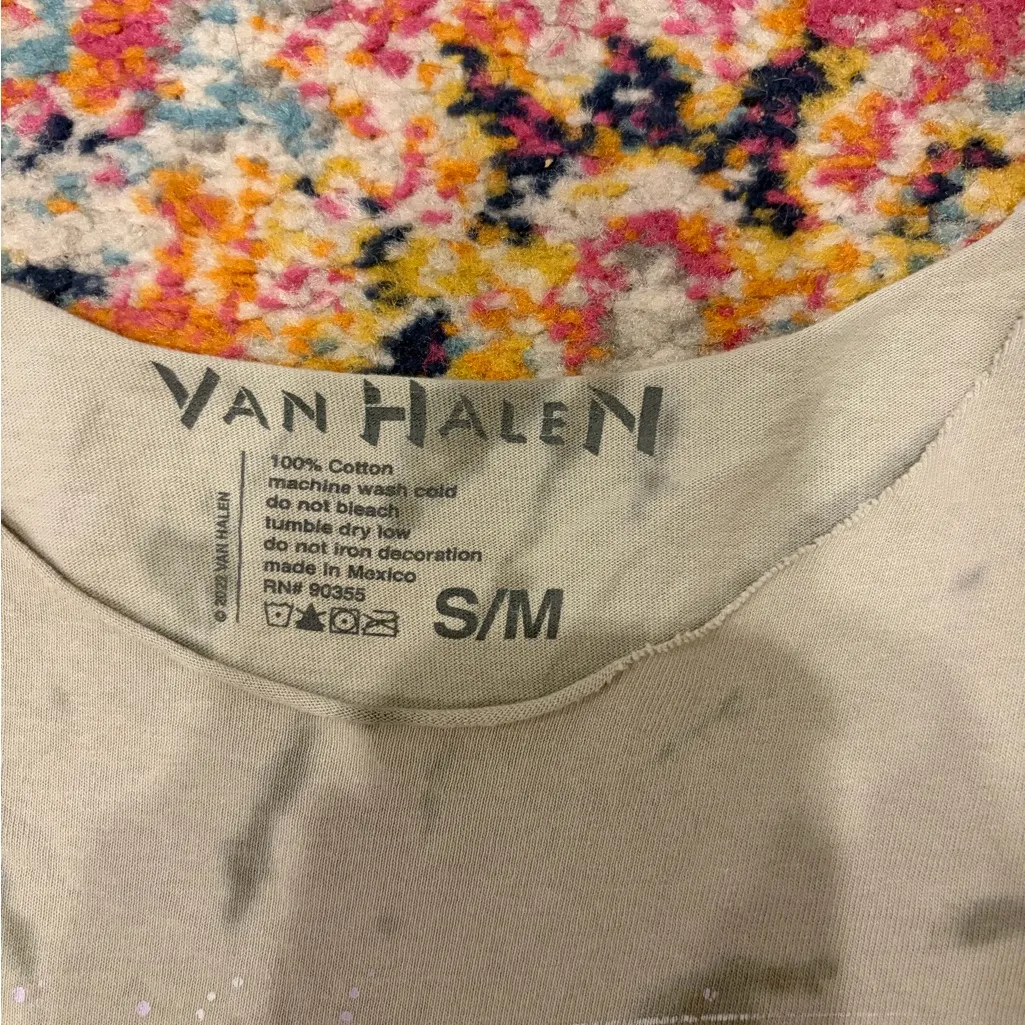 VAN HALEN
100% Cotton
machine wash cold
do not bleach
tumble dry low
do not iron decoration
made in Mexico
RN# 90355
S/M
© 2022 VAN HALEN